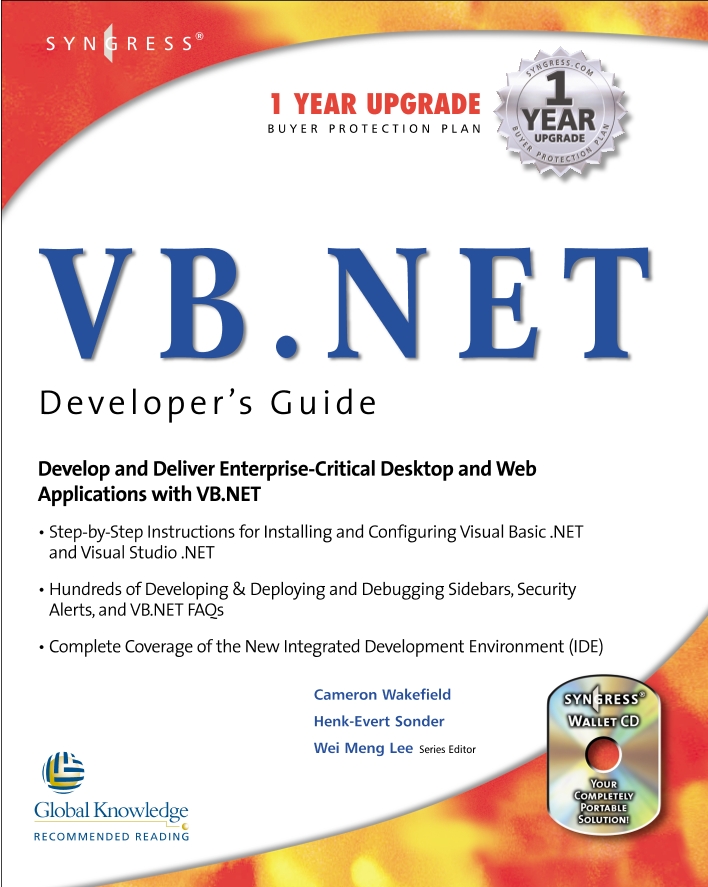 SYNGRESS®
1 YEAR UPGRADE
BUYER PROTECTION PLAN
SYNGRESS.COM
1
YEAR
UPGRADE
BUYER PROTECTION PLAN
VB.NET
Developer's Guide
Develop and Deliver Enterprise-Critical Desktop and Web
Applications with VB.NET
• Step-by-Step Instructions for Installing and Configuring Visual Basic .NET
and Visual Studio .NET
• Hundreds of Developing & Deploying and Debugging Sidebars, Security
Alerts, and VB.NET FAQs
• Complete Coverage of the New Integrated Development Environment (IDE)
Cameron Wakefield
Henk-Evert Sonder
Wei Meng Lee Series Editor
SYNGRESS®
WALLET CD
YOUR
COMPLETELY
PORTABLE
SOLUTION!
Global Knowledge
RECOMMENDED READING